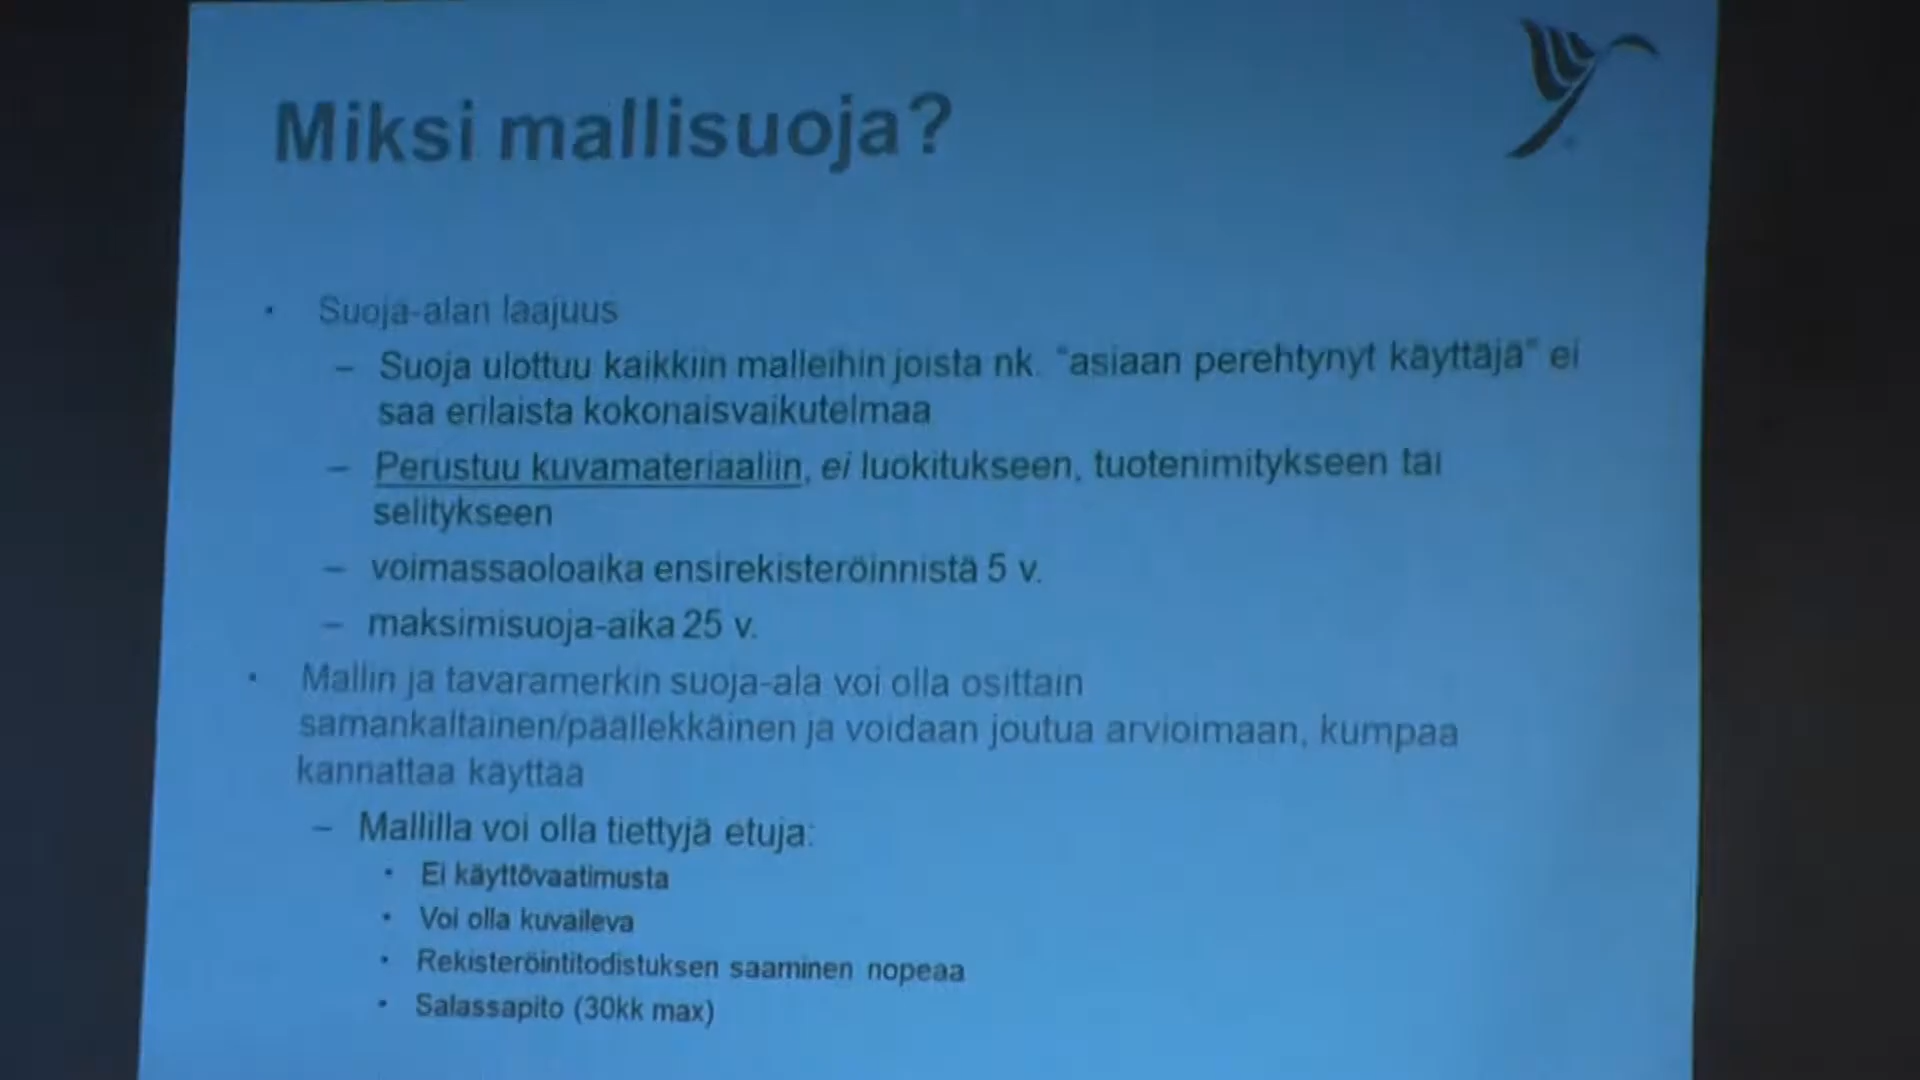 Miksi mallisuoja?
• Suoja-alan laajuus
– Suoja ulottuu kaikkiin malleihin joista nk. "asiaan perehtynyt käyttäjä" ei
saa erilaista kokonaisvaikutelmaa
– Perustuu kuvamateriaaliin, ei luokitukseen, tuotenimitykseen tai
selitykseen
– voimassaoloaika ensirekisteröinnistä 5 v.
– maksimisuoja-aika 25 v.
• Mallin ja tavaramerkin suoja-ala voi olla osittain
samankaltainen/päällekkäinen ja voidaan joutua arvioimaan, kumpaa
kannattaa käyttää
– Mallilla voi olla tiettyjä etuja:
• Ei käyttövaatimusta
• Voi olla kuvaileva
• Rekisteröintitodistuksen saaminen nopeaa
• Salassapito (30kk max)